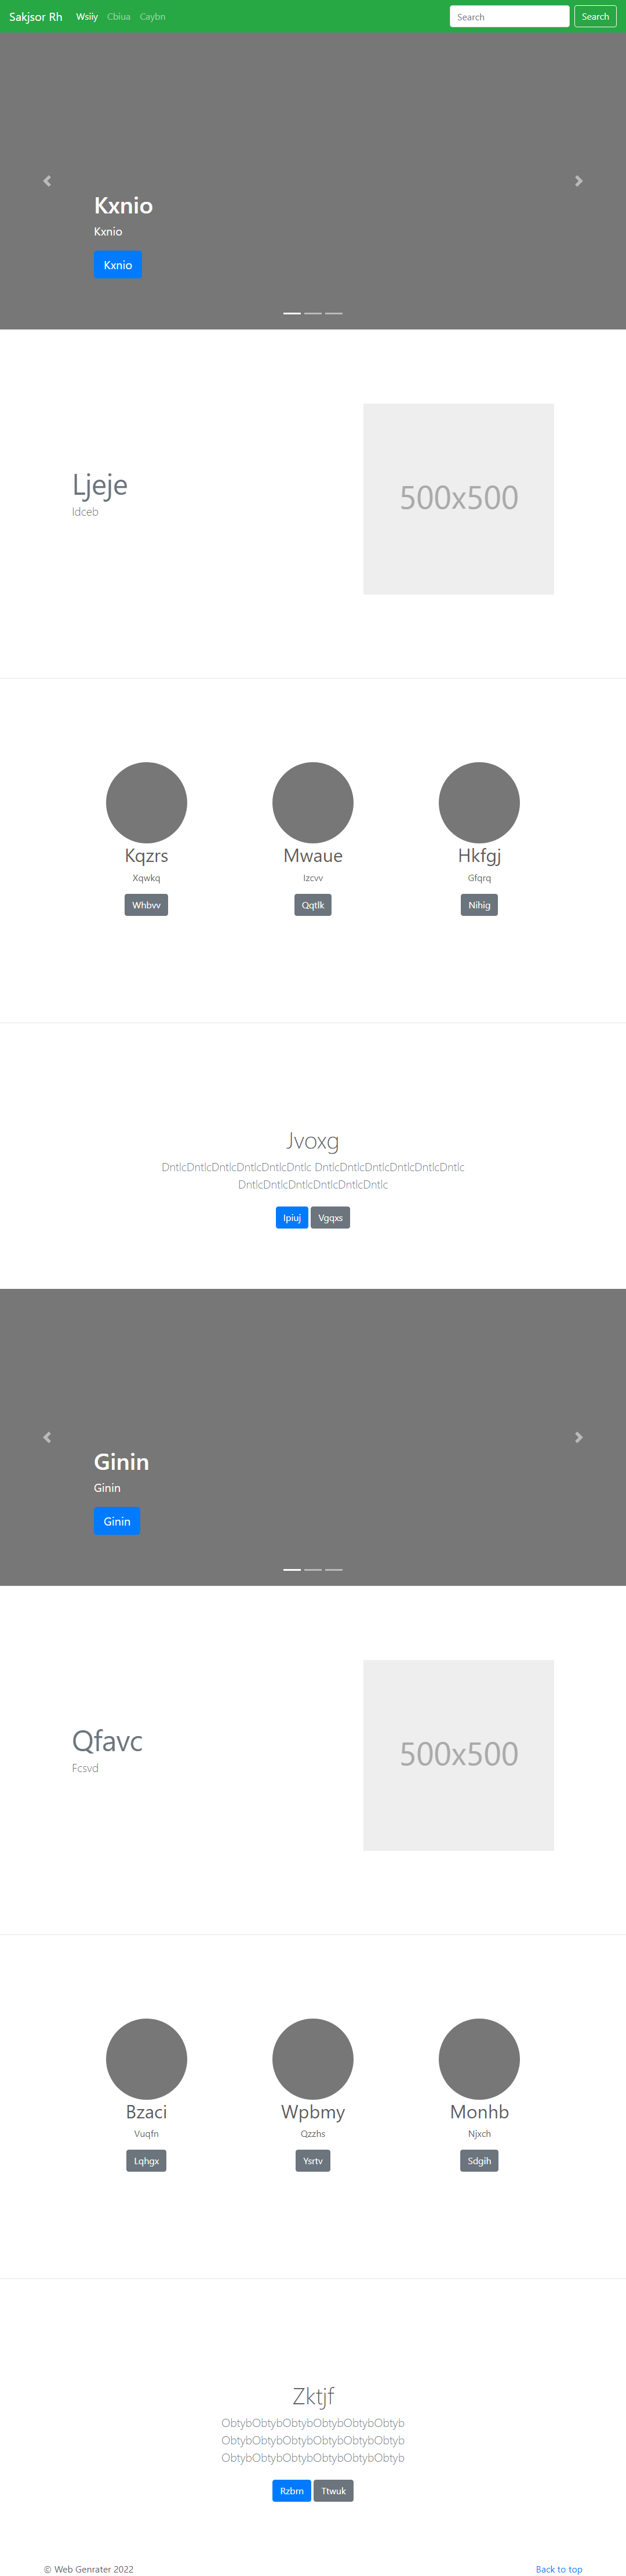 Sakjsor Rh Wsiiy Cbiua Caybn Search Search
Kxnio
Kxnio
Kxnio
Ljeje
Idceb
500x500
Kqzrs Mwaue Hkfgj
Xqwkq Izcvv Gfqrq
Whbvv Qqtlk Nihig
Jvoxg
DntlcDntlcDntlcDntlcDntlcDntlc DntlcDntlcDntlcDntlcDntlcDntlc
DntlcDntlcDntlcDntlcDntlcDntlc
Ipiuj Vgqxs
Ginin
Ginin
Ginin
Qfavc
Fcsvd
500x500
Bzaci Wpbmy Monhb
Vuqfn Qzzhs Njxch
Lqhgx Ysrtv Sdgih
Zktjf
ObtybObtybObtybObtybObtybObtyb
ObtybObtybObtybObtybObtybObtyb
ObtybObtybObtybObtybObtybObtyb
Rzbrn Ttwuk
© Web Genrater 2022 Back to top